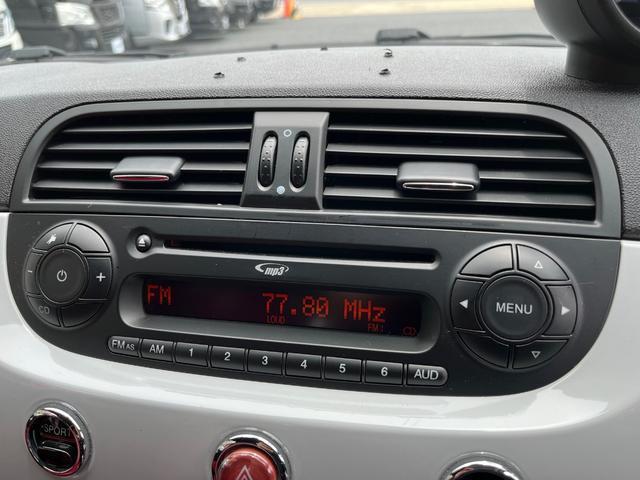 mp3
CD
MENU
FM 77.80 MHz
LOUD FM1 CD
FM AS AM 1 2 3 4 5 6 AUD
SPORT